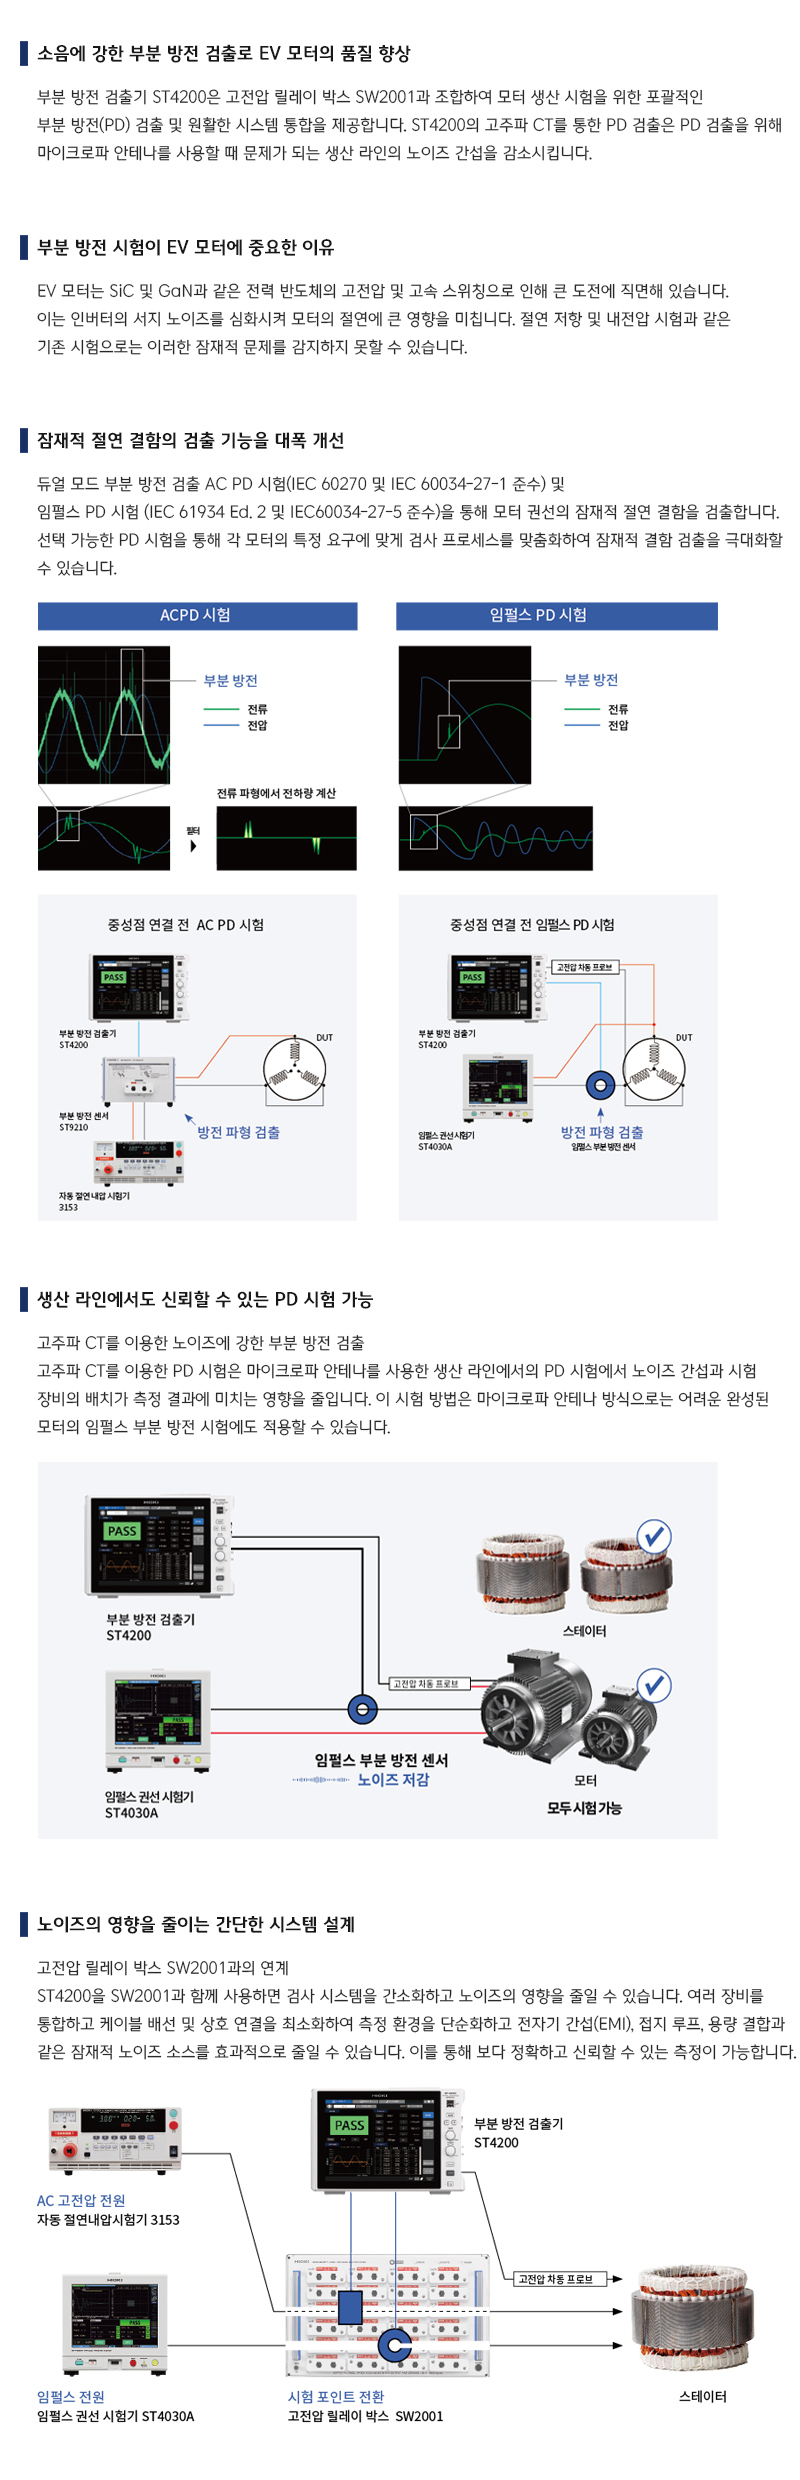 소음에 강한 부분 방전 검출로 EV 모터의 품질 향상
부분 방전 검출기 ST4200은 고전압 릴레이 박스 SW2001과 조합하여 모터 생산 시험을 위한 포괄적인
부분 방전(PD) 검출 및 원활한 시스템 통합을 제공합니다. ST4200의 고주파 CT를 통한 PD 검출은 PD 검출을 위해
마이크로파 안테나를 사용할 때 문제가 되는 생산 라인의 노이즈 간섭을 감소시킵니다.
부분 방전 시험이 EV 모터에 중요한 이유
EV 모터는 SiC 및 GaN과 같은 전력 반도체의 고전압 및 고속 스위칭으로 인해 큰 도전에 직면해 있습니다.
이는 인버터의 서지 노이즈를 심화시켜 모터의 절연에 큰 영향을 미칩니다. 절연 저항 및 내전압 시험과 같은
기존 시험으로는 이러한 잠재적 문제를 감지하지 못할 수 있습니다.
잠재적 절연 결함의 검출 기능을 대폭 개선
듀얼 모드 부분 방전 검출 AC PD 시험(IEC 60270 및 IEC 60034-27-1 준수) 및
임펄스 PD 시험 (IEC 61934 Ed. 2 및 IEC60034-27-5 준수)을 통해 모터 권선의 잠재적 절연 결함을 검출합니다.
선택 가능한 PD 시험을 통해 각 모터의 특정 요구에 맞게 검사 프로세스를 맞춤화하여 잠재적 결함 검출을 극대화할
수 있습니다.
ACPD 시험
임펄스 PD 시험
부분 방전
전류
전압
부분 방전
전류
전압
전류 파형에서 전하량 계산
필터
중성점 연결 전 AC PD 시험
PASS
부분 방전 검출기
ST4200
DUT
부분 방전 센서
ST9210
방전 파형 검출
자동 절연내압 시험기
3153
중성점 연결 전 임펄스 PD 시험
PASS
고전압 차동 프로브
부분 방전 검출기
ST4200
DUT
임펄스 권선 시험기
ST4030A
방전 파형 검출
임펄스 부분 방전 센서
생산 라인에서도 신뢰할 수 있는 PD 시험 가능
고주파 CT를 이용한 노이즈에 강한 부분 방전 검출
고주파 CT를 이용한 PD 시험은 마이크로파 안테나를 사용한 생산 라인에서의 PD 시험에서 노이즈 간섭과 시험
장비의 배치가 측정 결과에 미치는 영향을 줄입니다. 이 시험 방법은 마이크로파 안테나 방식으로는 어려운 완성된
모터의 임펄스 부분 방전 시험에도 적용할 수 있습니다.
HIOKI
PASS
부분 방전 검출기
ST4200
스테이터
고전압 차동 프로브
HIOKI
PASS
임펄스 부분 방전 센서
노이즈 저감
임펄스 권선 시험기
ST4030A
모터
모두 시험 가능
노이즈의 영향을 줄이는 간단한 시스템 설계
고전압 릴레이 박스 SW2001과의 연계
ST4200을 SW2001과 함께 사용하면 검사 시스템을 간소화하고 노이즈의 영향을 줄일 수 있습니다. 여러 장비를
통합하고 케이블 배선 및 상호 연결을 최소화하여 측정 환경을 단순화하고 전자기 간섭(EMI), 접지 루프, 용량 결합과
같은 잠재적 노이즈 소스를 효과적으로 줄일 수 있습니다. 이를 통해 보다 정확하고 신뢰할 수 있는 측정이 가능합니다.
HIOKI
PASS
부분 방전 검출기
ST4200
AC 고전압 전원
자동 절연내압시험기 3153
고전압 차동 프로브
HIOKI
PASS
임펄스 전원
임펄스 권선 시험기 ST4030A
시험 포인트 전환
고전압 릴레이 박스 SW2001
스테이터